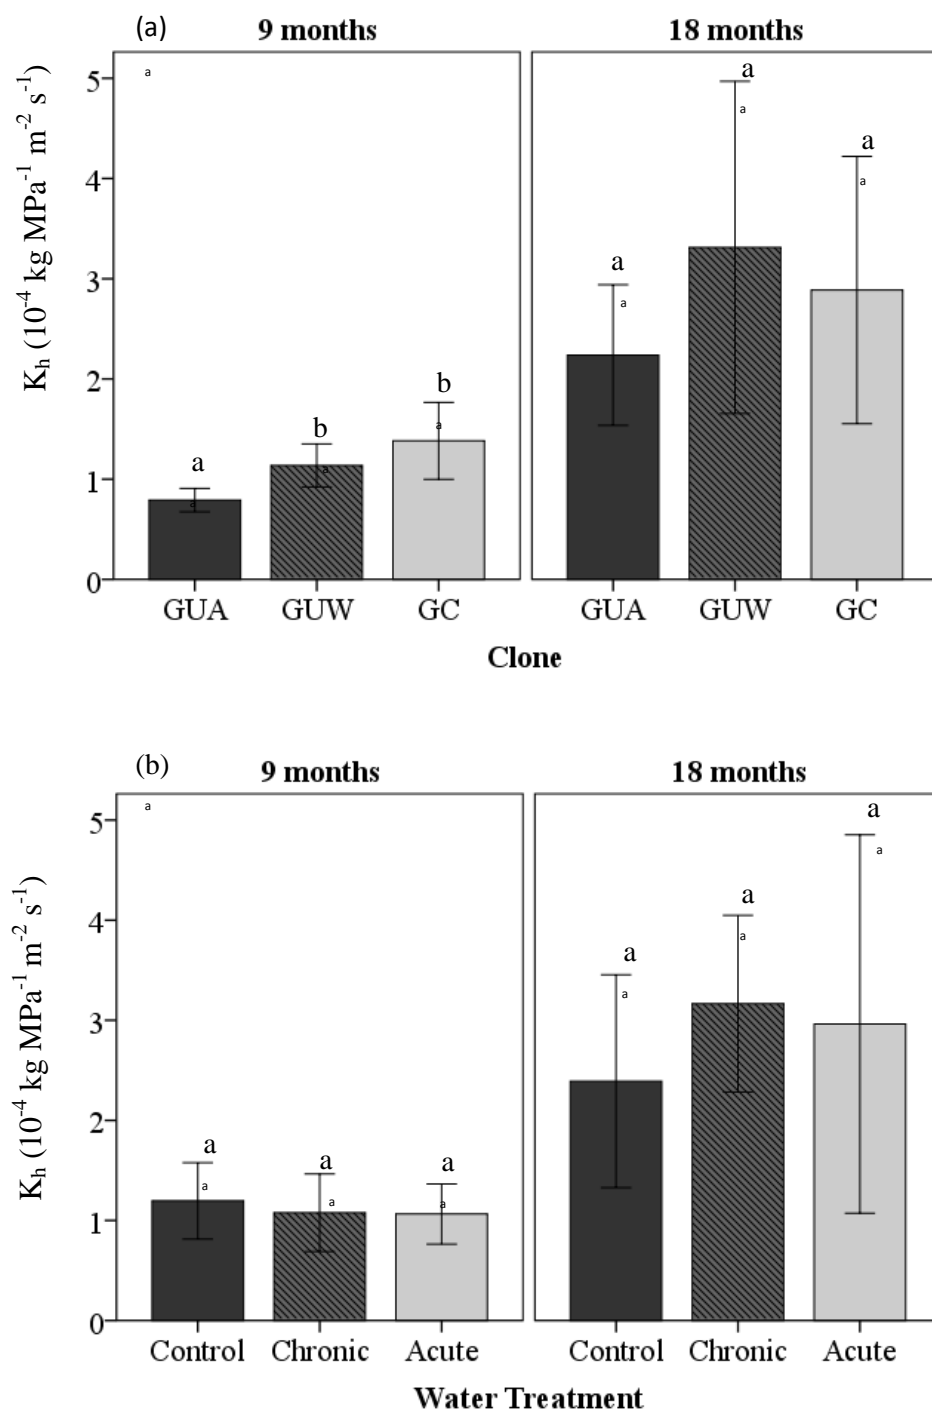 (a)
9 months 18 months
K_h (10^-4 kg MPa^-1 m^-2 s^-1)
a
5
4
3
2
1
0
a b b
a a a
a a a
a a a
GUA GUW GC GUA GUW GC
Clone
(b)
9 months 18 months
K_h (10^-4 kg MPa^-1 m^-2 s^-1)
a
5
4
3
2
1
0
a a a
a a a
a a a
a a a
Control Chronic Acute Control Chronic Acute
Water Treatment